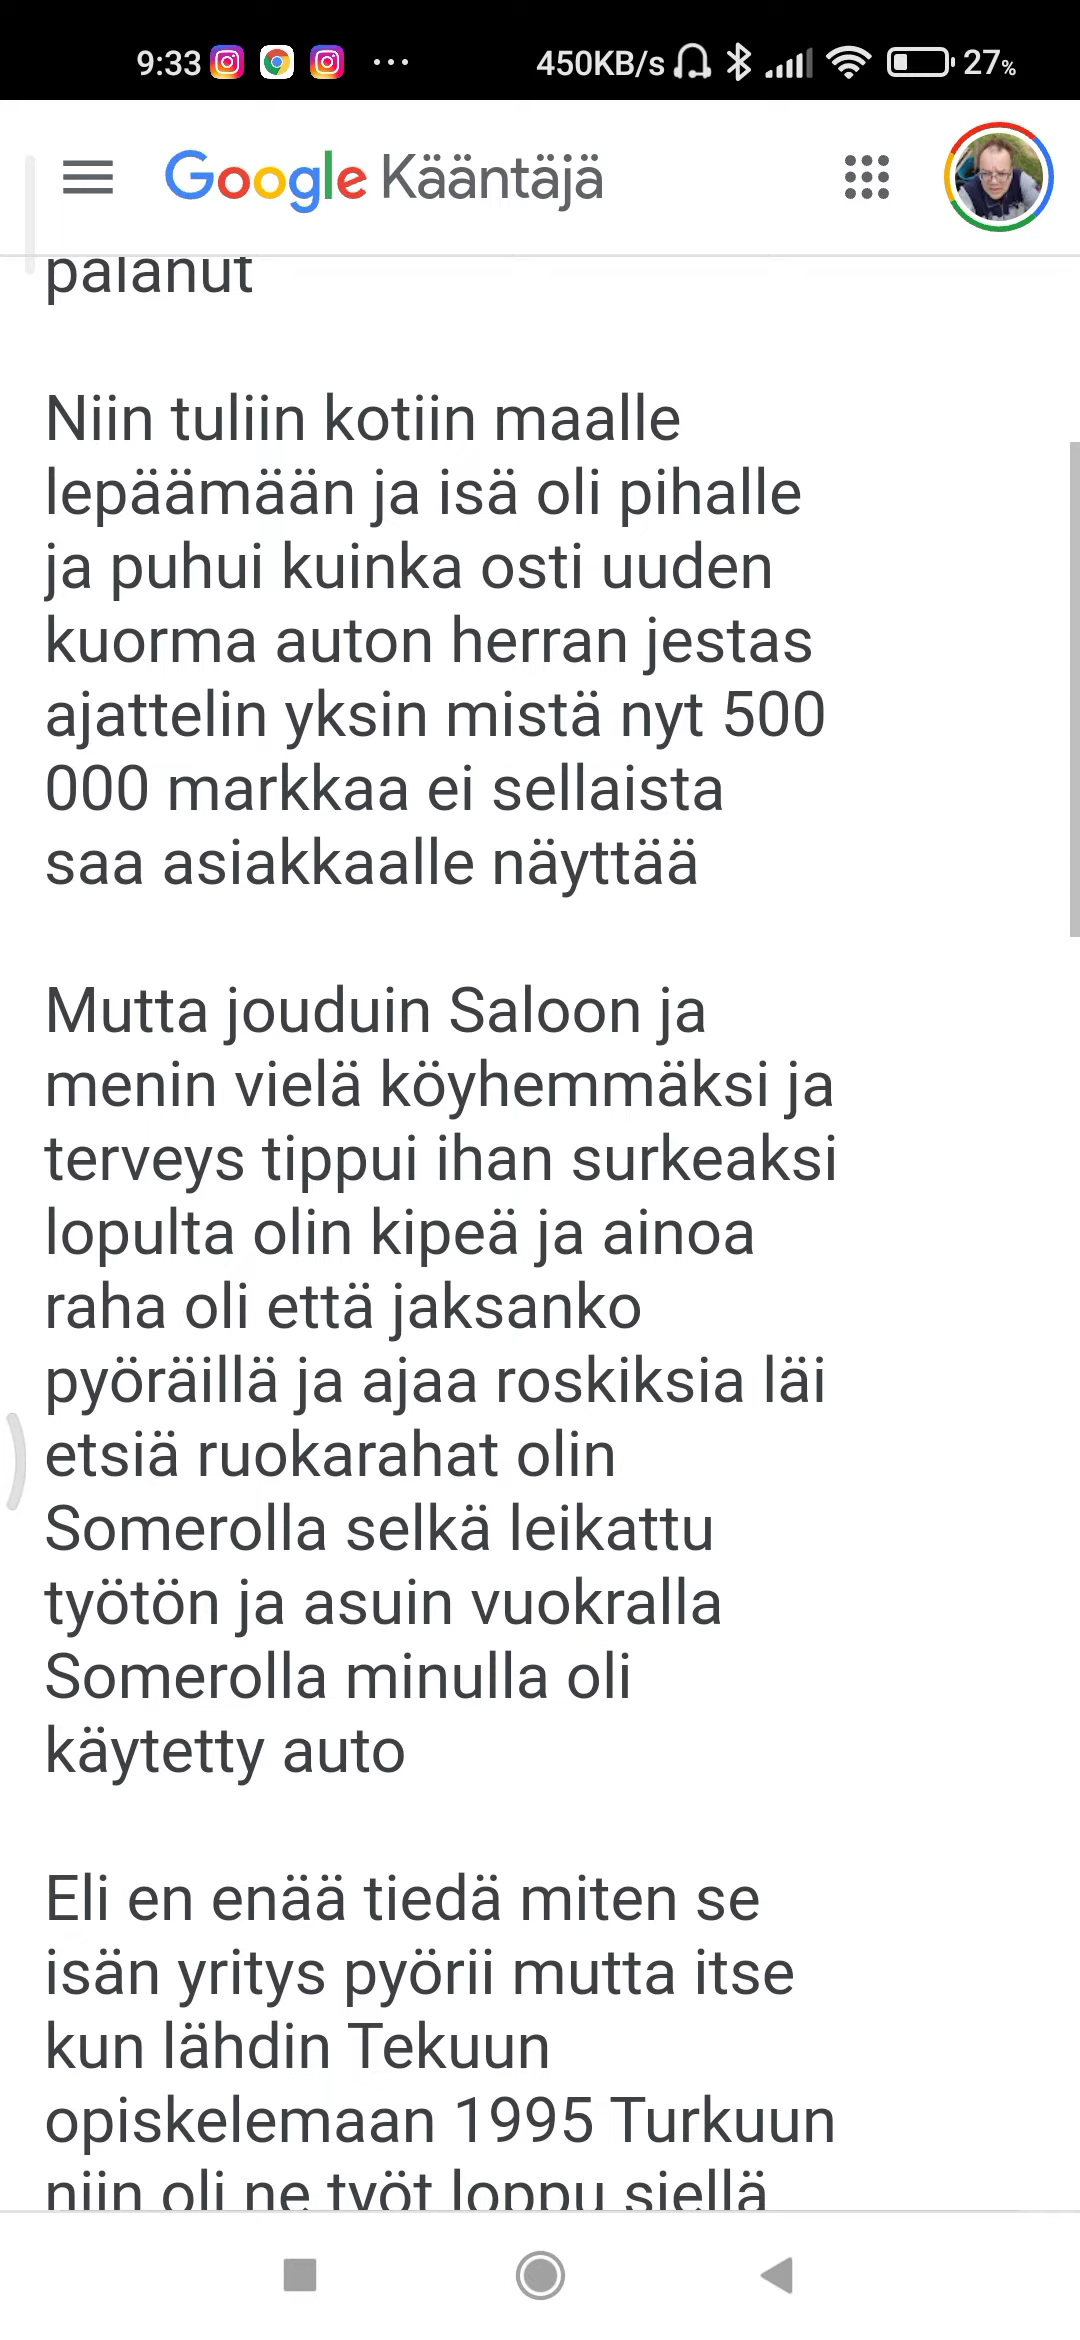 9:33 ... 450KB/s 27%
Google Kääntäjä
palanut
Niin tuliin kotiin maalle
lepäämään ja isä oli pihalle
ja puhui kuinka osti uuden
kuorma auton herran jestas
ajattelin yksin mistä nyt 500
000 markkaa ei sellaista
saa asiakkaalle näyttää
Mutta jouduin Saloon ja
menin vielä köyhemmäksi ja
terveys tippui ihan surkeaksi
lopulta olin kipeä ja ainoa
raha oli että jaksanko
pyöräillä ja ajaa roskiksia läi
etsiä ruokarahat olin
Somerolla selkä leikattu
työtön ja asuin vuokralla
Somerolla minulla oli
käytetty auto
Eli en enää tiedä miten se
isän yritys pyörii mutta itse
kun lähdin Tekuun
opiskelemaan 1995 Turkuun
niin oli ne työt loppu siellä